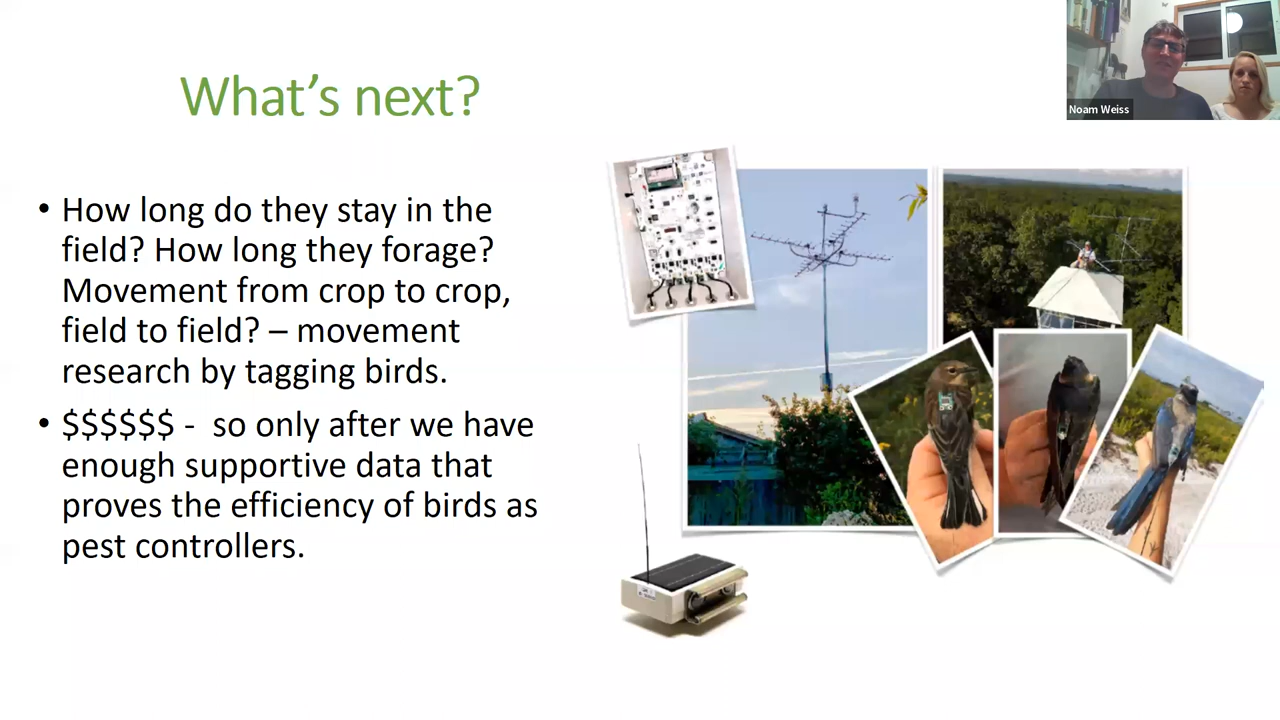 Noam Weiss
What's next?
• How long do they stay in the
field? How long they forage?
Movement from crop to crop,
field to field? – movement
research by tagging birds.
• $$$$$$ - so only after we have
enough supportive data that
proves the efficiency of birds as
pest controllers.